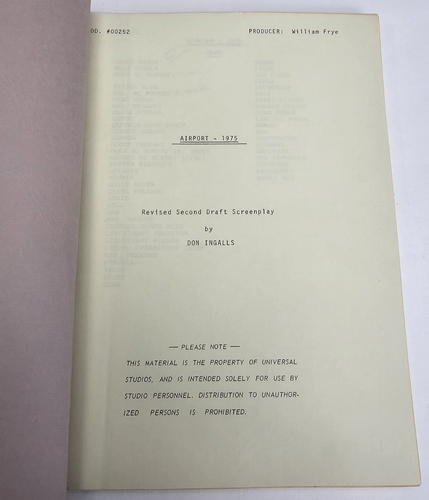 OD. #00252 PRODUCER: William Frye
AIRPORT - 1975
Revised Second Draft Screenplay
by
DON INGALLS
— PLEASE NOTE —
THIS MATERIAL IS THE PROPERTY OF UNIVERSAL
STUDIOS, AND IS INTENDED SOLELY FOR USE BY
STUDIO PERSONNEL. DISTRIBUTION TO UNAUTHOR-
IZED PERSONS IS PROHIBITED.